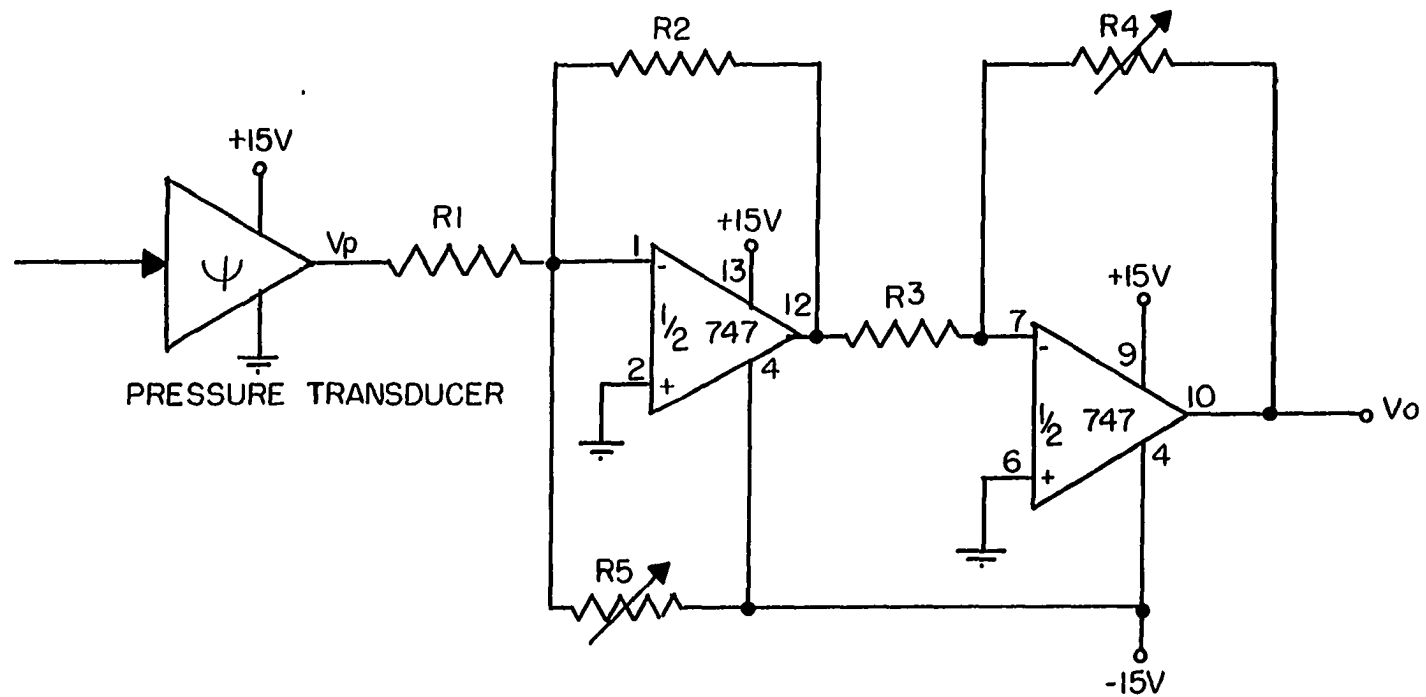 R2
R4
+15V
R1
Vp
ψ
+15V
1
-
13
12
1/2 747
2
+
4
R3
+15V
7
-
9
10
1/2 747
6
+
4
Vo
PRESSURE TRANSDUCER
R5
-15V